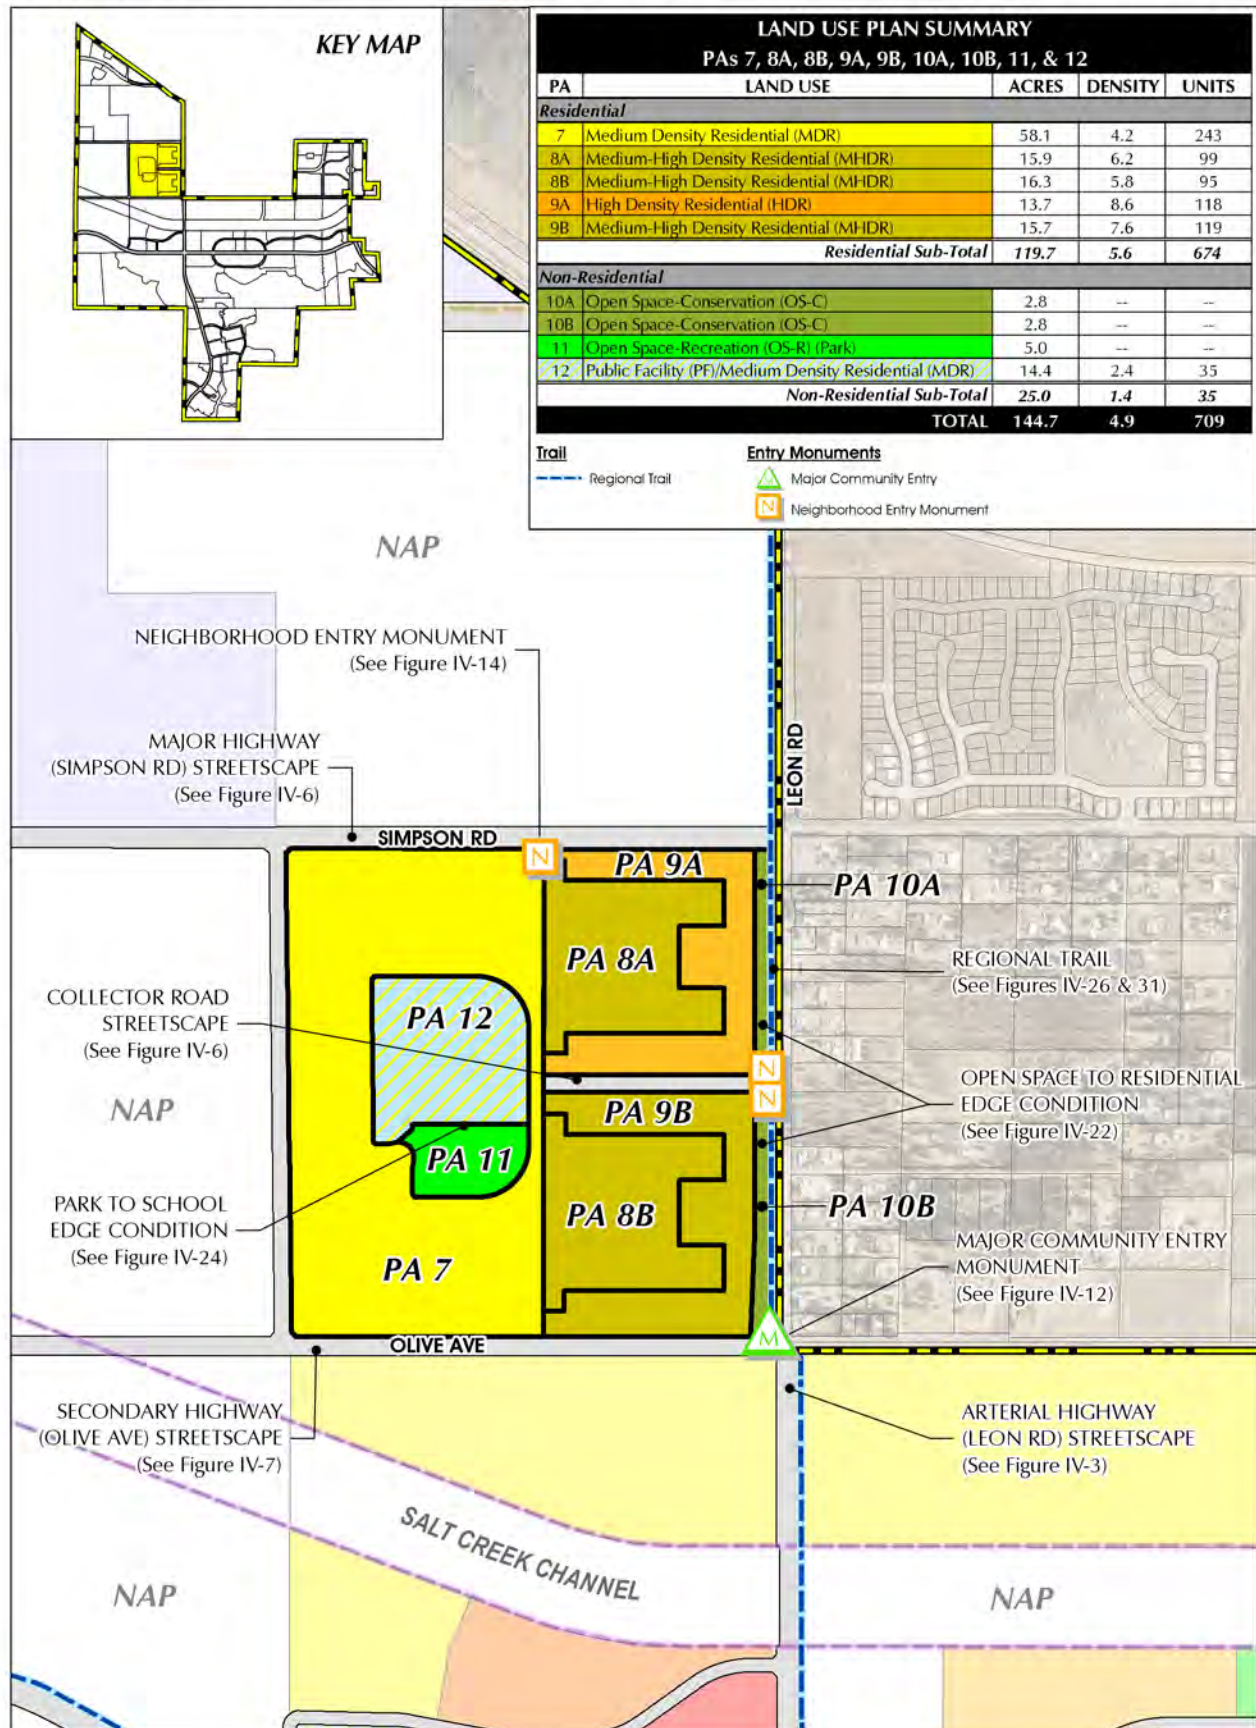 KEY MAP
LAND USE PLAN SUMMARY
PAs 7, 8A, 8B, 9A, 9B, 10A, 10B, 11, & 12
PA LAND USE ACRES DENSITY UNITS
Residential
7 Medium Density Residential (MDR) 58.1 4.2 243
8A Medium-High Density Residential (MHDR) 15.9 6.2 99
8B Medium-High Density Residential (MHDR) 16.3 5.8 95
9A High Density Residential (HDR) 13.7 8.6 118
9B Medium-High Density Residential (MHDR) 15.7 7.6 119
Residential Sub-Total 119.7 5.6 674
Non-Residential
10A Open Space-Conservation (OS-C) 2.8 -- --
10B Open Space-Conservation (OS-C) 2.8 -- --
11 Open Space-Recreation (OS-R) (Park) 5.0 -- --
12 Public Facility (PF)/Medium Density Residential (MDR) 14.4 2.4 35
Non-Residential Sub-Total 25.0 1.4 35
TOTAL 144.7 4.9 709
Trail
Regional Trail
Entry Monuments
M Major Community Entry
N Neighborhood Entry Monument
NAP
NEIGHBORHOOD ENTRY MONUMENT
(See Figure IV-14)
MAJOR HIGHWAY
(SIMPSON RD) STREETSCAPE
(See Figure IV-6)
LEON RD
SIMPSON RD
N
PA 9A
PA 10A
PA 8A
REGIONAL TRAIL
(See Figures IV-26 & 31)
COLLECTOR ROAD
STREETSCAPE
(See Figure IV-6)
PA 12
NAP
N
N
OPEN SPACE TO RESIDENTIAL
EDGE CONDITION
(See Figure IV-22)
PA 9B
PA 11
PARK TO SCHOOL
EDGE CONDITION
(See Figure IV-24)
PA 8B
PA 10B
PA 7
MAJOR COMMUNITY ENTRY
MONUMENT
(See Figure IV-12)
M
OLIVE AVE
SECONDARY HIGHWAY
(OLIVE AVE) STREETSCAPE
(See Figure IV-7)
ARTERIAL HIGHWAY
(LEON RD) STREETSCAPE
(See Figure IV-3)
SALT CREEK CHANNEL
NAP
NAP